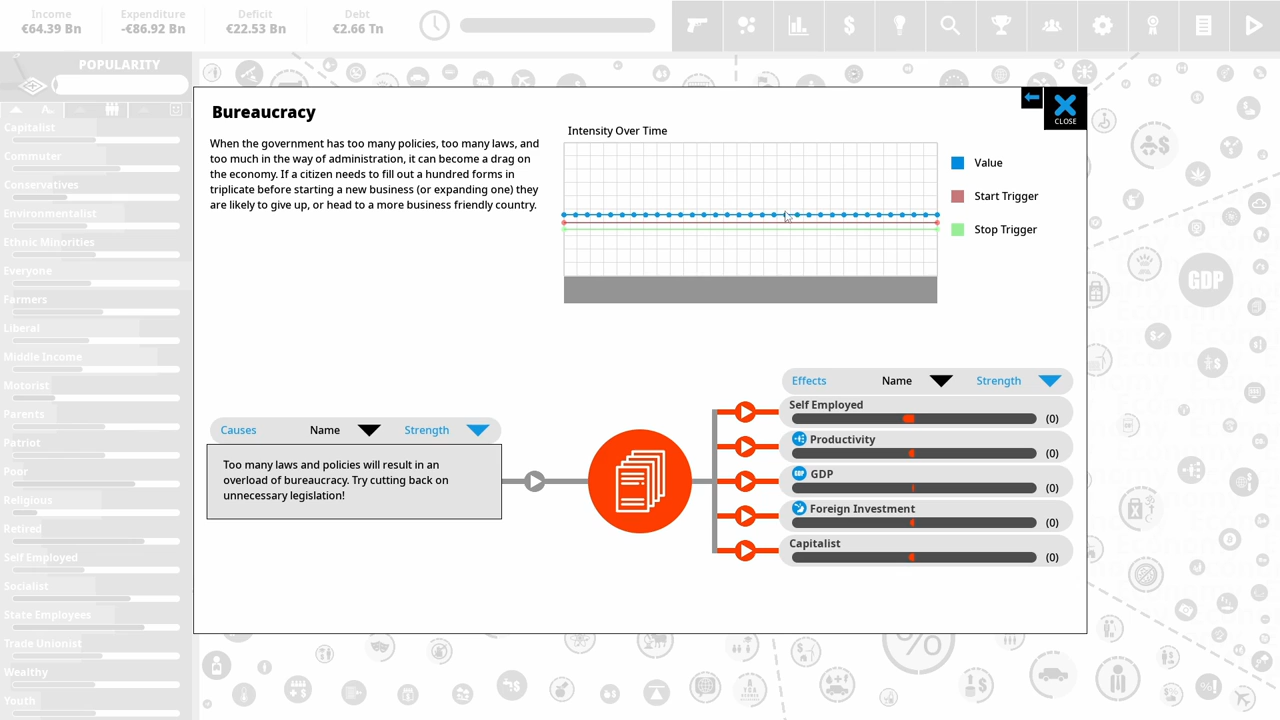 Income
€64.39 Bn
Expenditure
-€86.92 Bn
Deficit
€22.53 Bn
Debt
€2.66 Tn
POPULARITY
Capitalist
Commuter
Conservatives
Environmentalist
Ethnic Minorities
Everyone
Farmers
Liberal
Middle Income
Motorist
Parents
Patriot
Poor
Religious
Retired
Self Employed
Socialist
State Employees
Trade Unionist
Wealthy
Youth
Bureaucracy
When the government has too many policies, too many laws, and
too much in the way of administration, it can become a drag on
the economy. If a citizen needs to fill out a hundred forms in
triplicate before starting a new business (or expanding one) they
are likely to give up, or head to a more business friendly country.
Intensity Over Time
Value
Start Trigger
Stop Trigger
CLOSE
Causes Name Strength
Too many laws and policies will result in an
overload of bureaucracy. Try cutting back on
unnecessary legislation!
Effects Name Strength
Self Employed
(0)
Productivity
(0)
GDP GDP
(0)
Foreign Investment
(0)
Capitalist
(0)
GDP